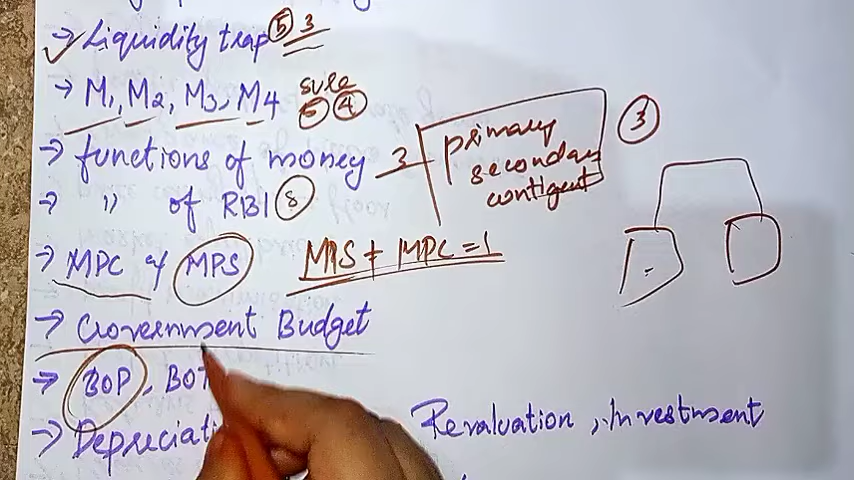 → Liquidity trap ⑤ 3
→ M1, M2, M3, M4 sure ⑤ ④
→ functions of money 3 primary secondary contigent ③
→ " of RBI ⑧
→ MPC & MPS MPS + MPC = 1
→ Government Budget
→ BOP, BOT
→ Depreciati Revaluation, Investment